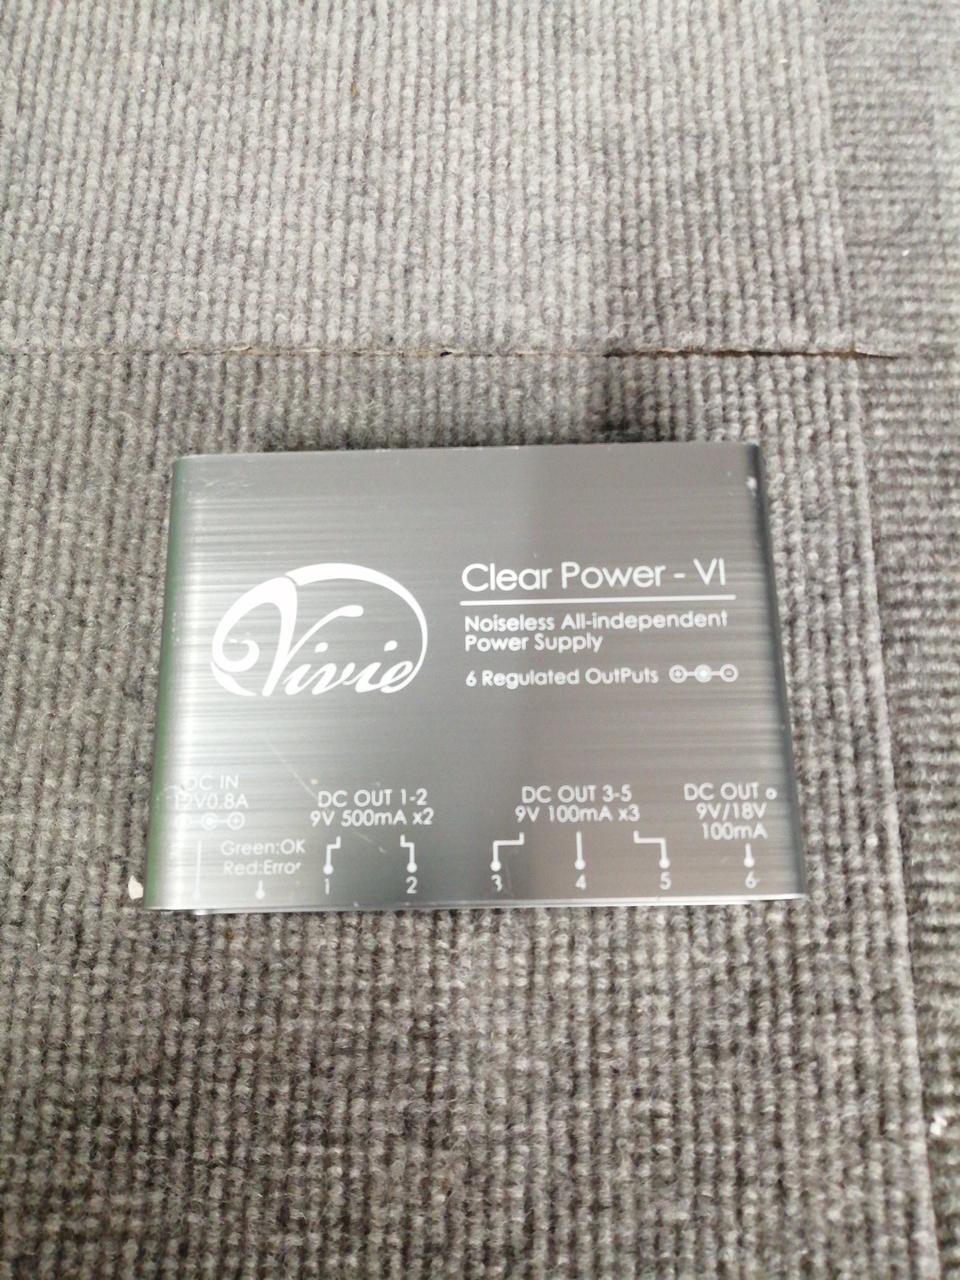 Vivie
Clear Power - VI
Noiseless All-independent
Power Supply
6 Regulated OutPuts
DC IN
12V0.8A
Green:OK
Red:Error
DC OUT 1-2
9V 500mA x2
DC OUT 3-5
9V 100mA x3
DC OUT 6
9V/18V
100mA
1 2 3 4 5 6